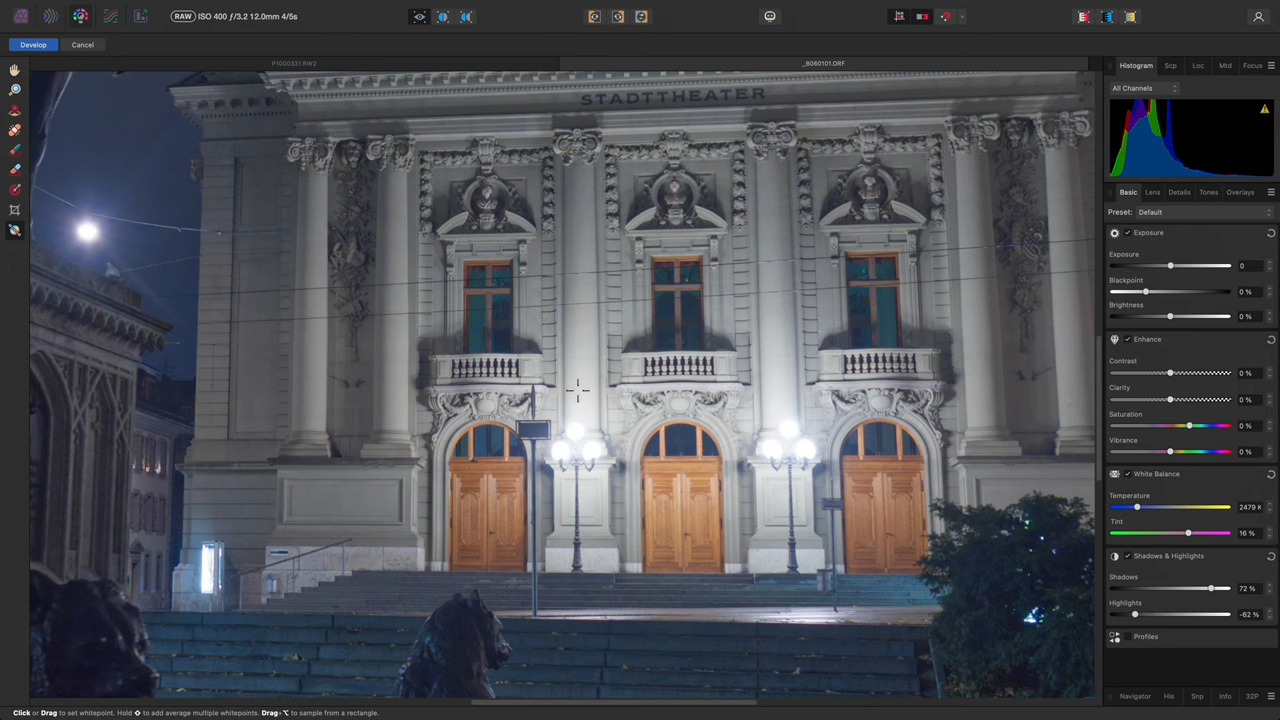 RAW ISO 400 ƒ/3.2 12.0mm 4/5s
Develop Cancel
P1000331.RW2 _B060101.ORF
STADTTHEATER
Histogram Scp Loc Mtd Focus
All Channels
Basic Lens Details Tones Overlays
Preset: Default
Exposure
Exposure 0
Blackpoint 0 %
Brightness 0 %
Enhance
Contrast 0 %
Clarity 0 %
Saturation 0 %
Vibrance 0 %
White Balance
Temperature 2479 K
Tint 16 %
Shadows & Highlights
Shadows 72 %
Highlights -62 %
Profiles
Navigator His Snp Info 32P
Click or Drag to set whitepoint. Hold ⇧ to add average multiple whitepoints. Drag+⌥ to sample from a rectangle.